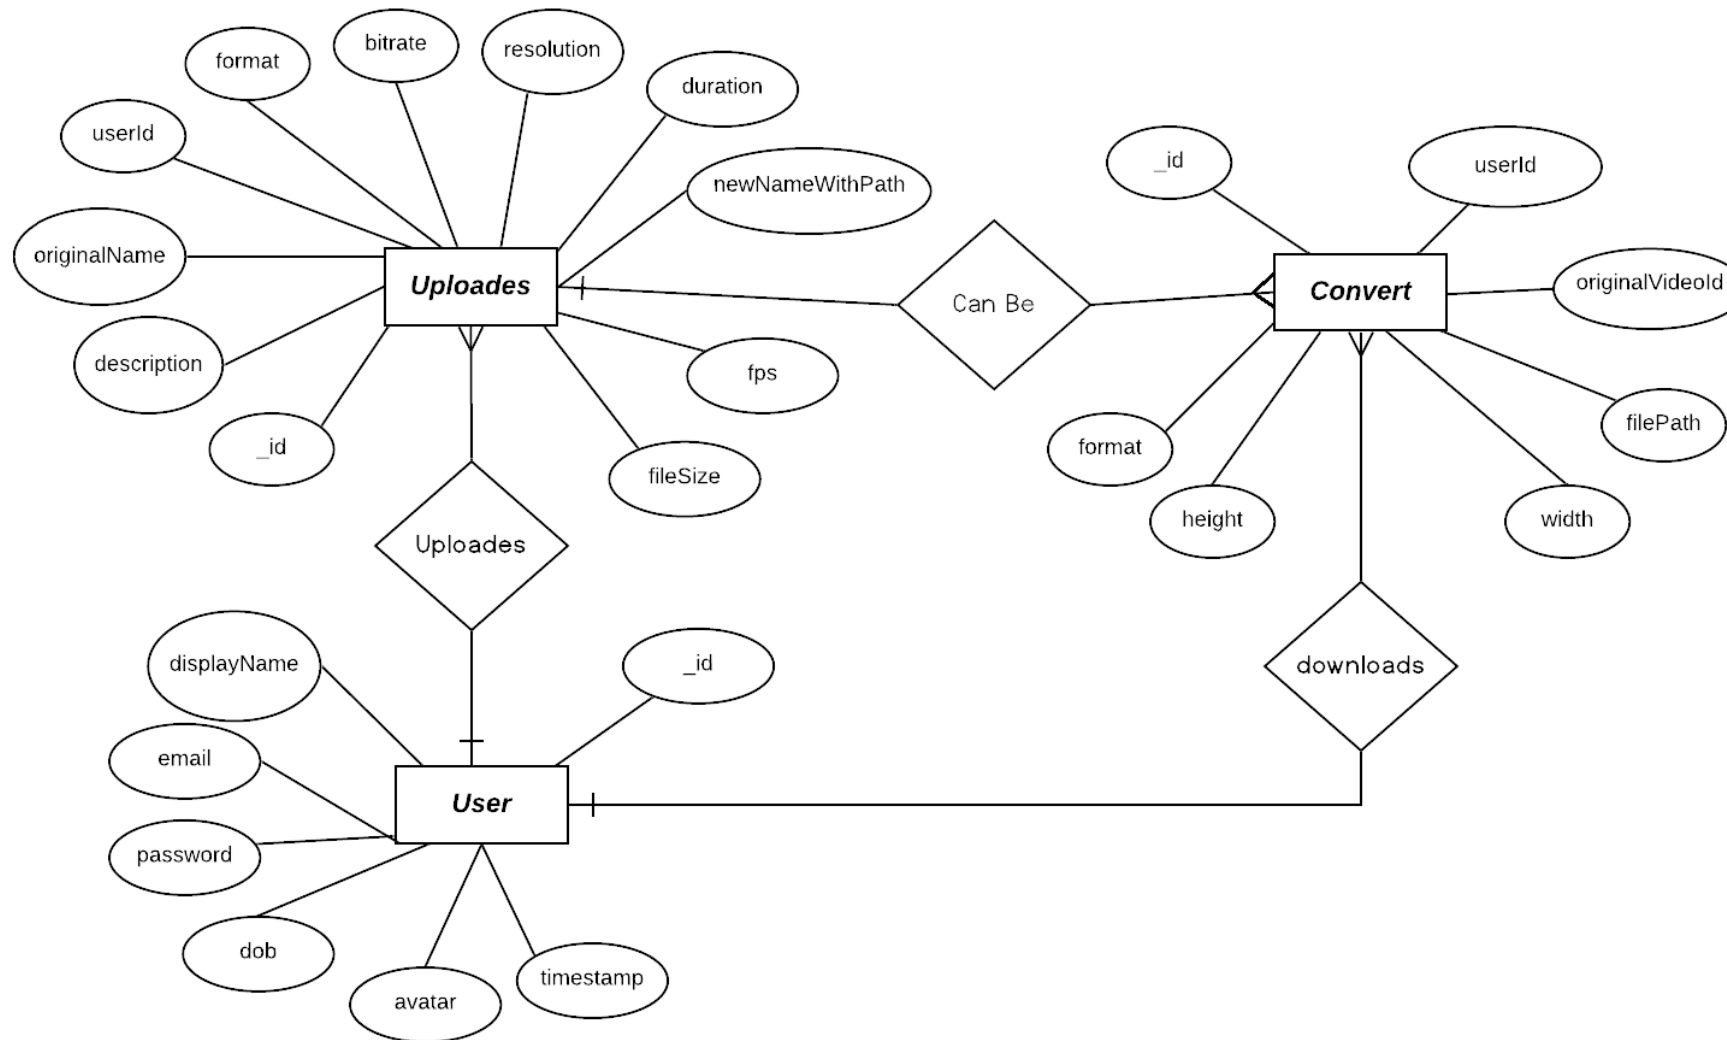 bitrate
resolution
format
duration
userId
_id
userId
newNameWithPath
originalName
Uploades
Can Be
Convert
originalVideoId
description
fps
format
filePath
_id
fileSize
height
width
Uploades
displayName
_id
downloads
email
User
password
dob
timestamp
avatar